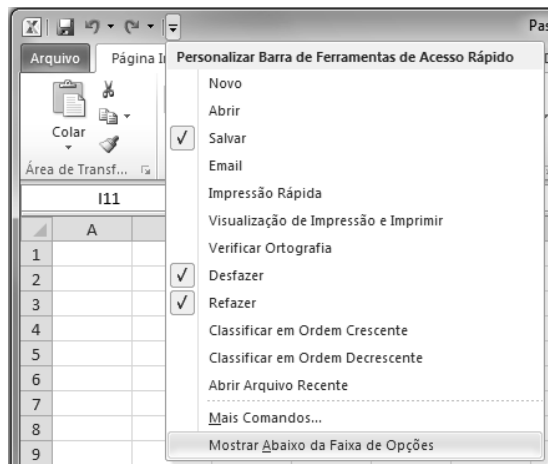 Pas
Arquivo Página I
Personalizar Barra de Ferramentas de Acesso Rápido
Novo
Abrir
Salvar
Email
Impressão Rápida
Visualização de Impressão e Imprimir
Verificar Ortografia
Desfazer
Refazer
Classificar em Ordem Crescente
Classificar em Ordem Decrescente
Abrir Arquivo Recente
Mais Comandos...
Mostrar Abaixo da Faixa de Opções
Colar
Área de Transf...
I11
A
1
2
3
4
5
6
7
8
9